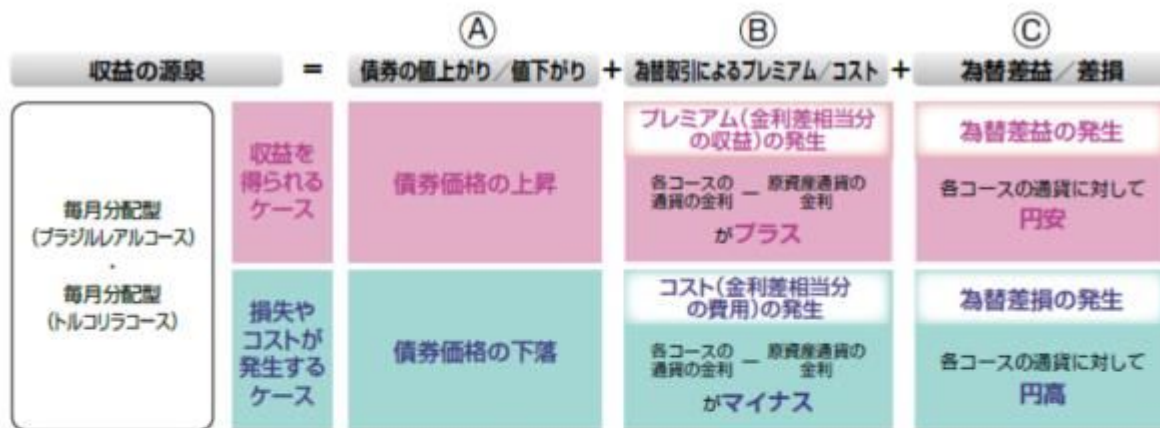 Ⓐ Ⓑ Ⓒ
収益の源泉 = 債券の値上がり／値下がり + 為替取引によるプレミアム／コスト + 為替差益／差損
毎月分配型
(ブラジルレアルコース)
・
毎月分配型
(トルコリラコース)
収益を
得られる
ケース
債券価格の上昇
プレミアム(金利差相当分
の収益)の発生
各コースの 原資産通貨の
通貨の金利 － 金利
がプラス
為替差益の発生
各コースの通貨に対して
円安
損失や
コストが
発生する
ケース
債券価格の下落
コスト(金利差相当分
の費用)の発生
各コースの 原資産通貨の
通貨の金利 － 金利
がマイナス
為替差損の発生
各コースの通貨に対して
円高